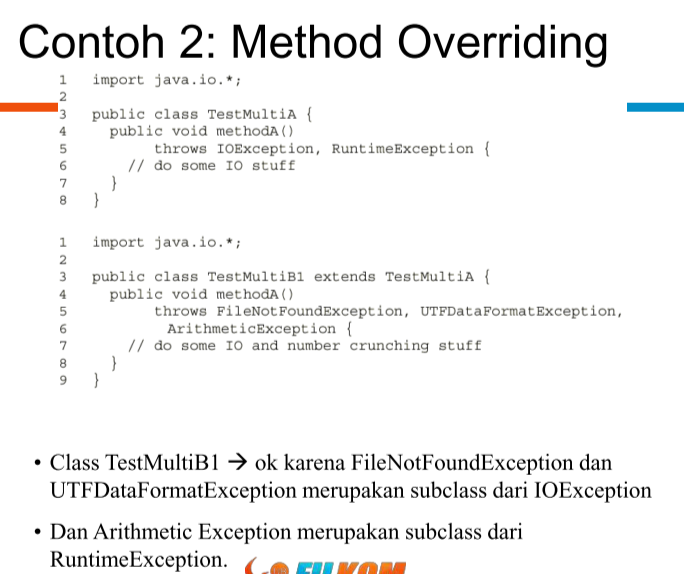 Contoh 2: Method Overriding
1 import java.io.*;
2
3 public class TestMultiA {
4 public void methodA()
5 throws IOException, RuntimeException {
6 // do some IO stuff
7 }
8 }
1 import java.io.*;
2
3 public class TestMultiB1 extends TestMultiA {
4 public void methodA()
5 throws FileNotFoundException, UTFDataFormatException,
6 ArithmeticException {
7 // do some IO and number crunching stuff
8 }
9 }
• Class TestMultiB1 → ok karena FileNotFoundException dan
UTFDataFormatException merupakan subclass dari IOException
• Dan Arithmetic Exception merupakan subclass dari
RuntimeException.
FILKOM